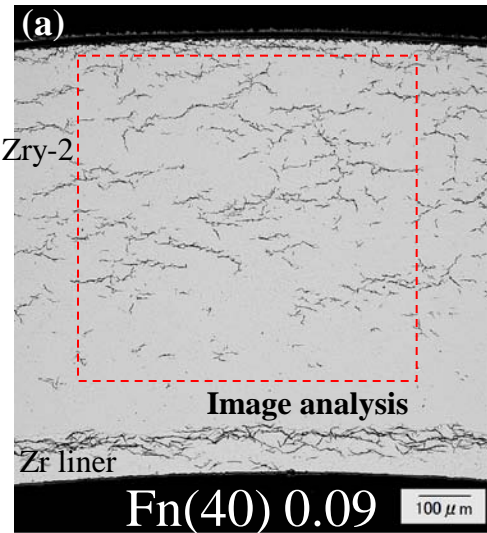 (a)
Zry-2
Image analysis
Zr liner
Fn(40) 0.09
100 μm